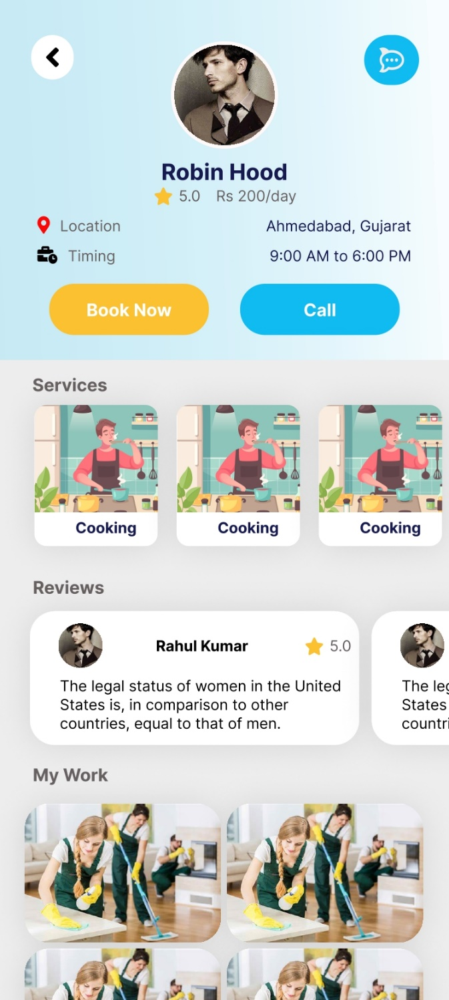 Robin Hood
5.0 Rs 200/day
Location Ahmedabad, Gujarat
Timing 9:00 AM to 6:00 PM
Book Now Call
Services
Cooking Cooking Cooking
Reviews
Rahul Kumar 5.0
The legal status of women in the United
States is, in comparison to other
countries, equal to that of men.
The leg
States
countri
My Work